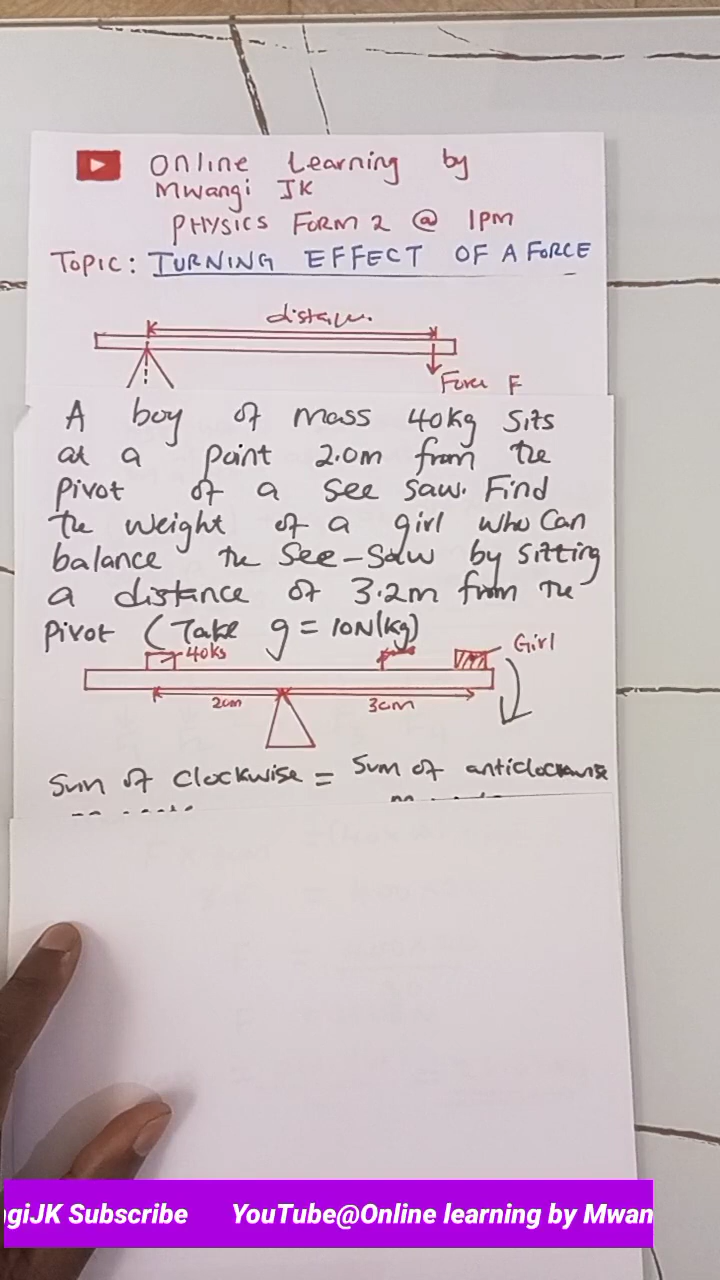 Online Learning by
Mwangi JK
PHYSICS FORM 2 @ 1pm
TOPIC: TURNING EFFECT OF A FORCE
Force F
A boy of mass 40kg Sits
at a point 2.0m from the
pivot of a see saw. Find
the weight of a girl who Can
balance the See-Saw by sitting
a distance of 3.2m from the
pivot (Take g = 10N/kg)
40kg
Girl
2cm
3cm
Sum of clockwise = Sum of anticlockwise
giJK Subscribe YouTube@Online learning by Mwan